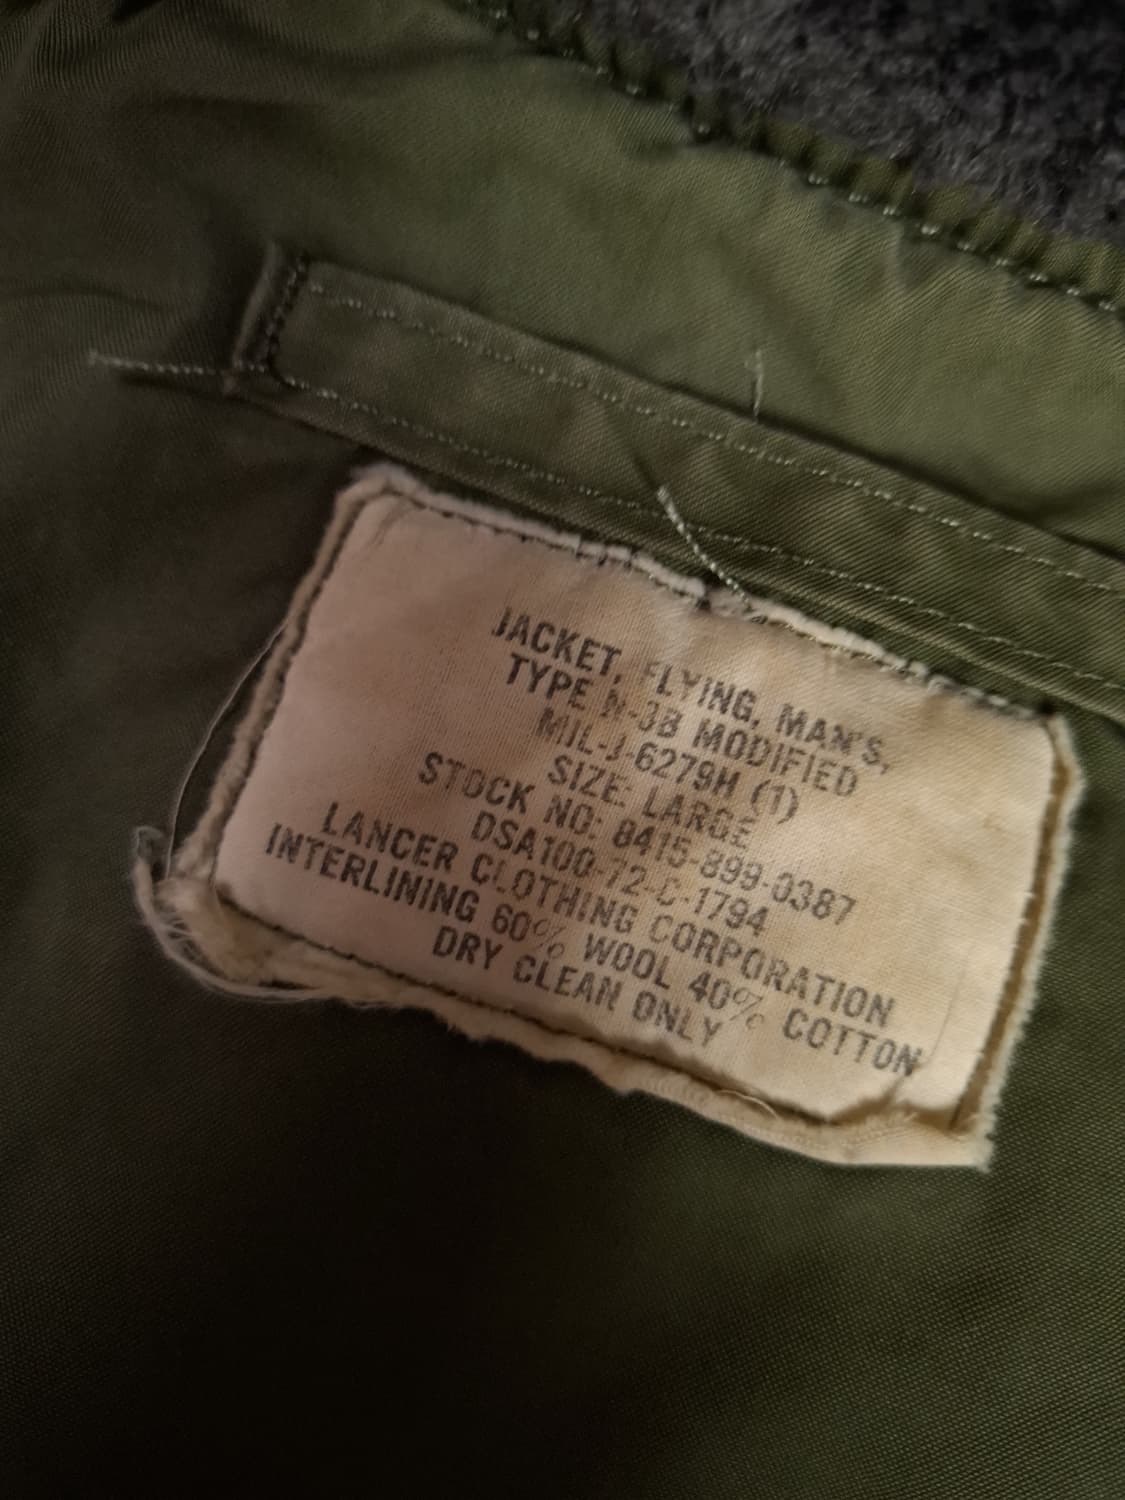 JACKET, FLYING, MAN'S,
TYPE N-3B MODIFIED
MIL-J-6279H (1)
SIZE: LARGE
STOCK NO: 8415-899-0387
DSA100-72-C-1794
LANCER CLOTHING CORPORATION
INTERLINING 60% WOOL 40% COTTON
DRY CLEAN ONLY